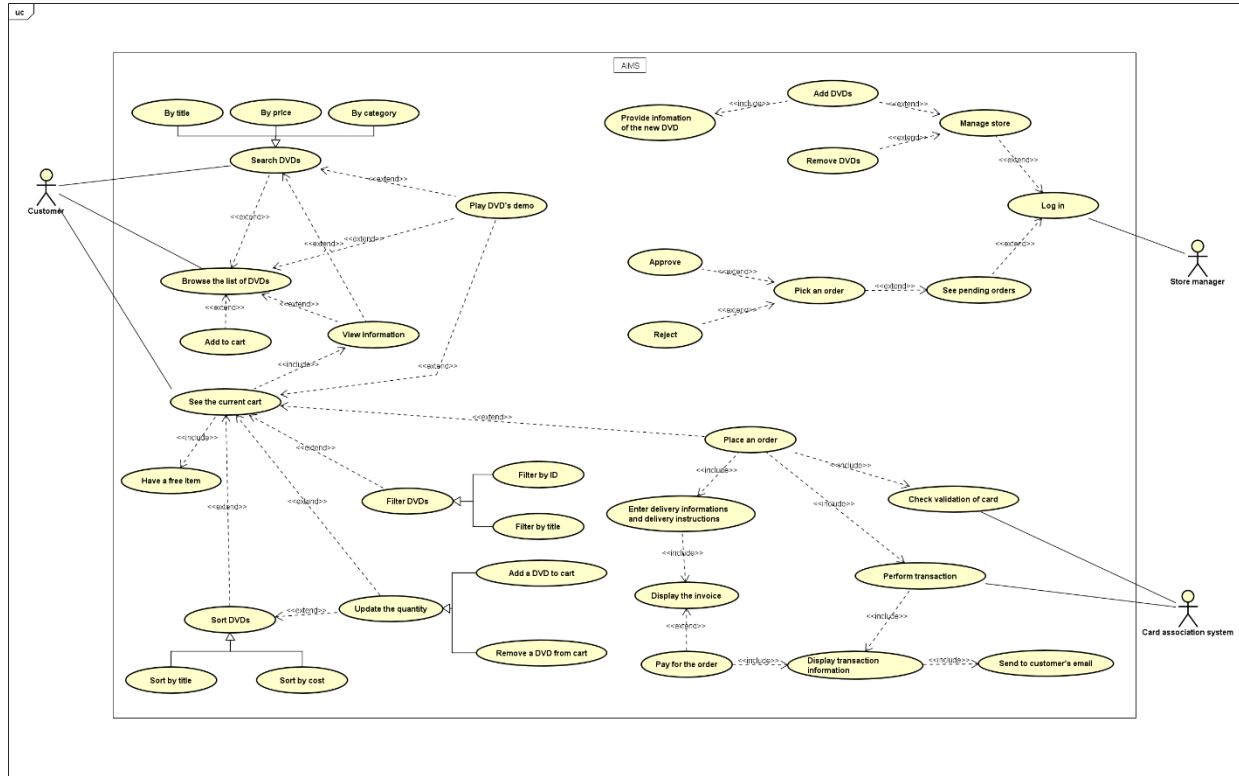 uc
AIMS
By title
By price
By category
Search DVDs
Customer
<<extend>>
<<extend>>
Play DVD's demo
<<extend>>
<<extend>>
Browse the list of DVDs
<<extend>>
<<extend>>
Add to cart
View information
<<include>>
<<extend>>
See the current cart
<<include>>
<<extend>>
Have a free item
<<extend>>
<<extend>>
Filter DVDs
Filter by ID
Filter by title
Sort DVDs
<<extend>>
Update the quantity
Add a DVD to cart
Remove a DVD from cart
Sort by title
Sort by cost
<<include>>
Add DVDs
<<extend>>
Provide infomation
of the new DVD
Manage store
Remove DVDs
<<extend>>
<<extend>>
Log in
Store manager
<<extend>>
Approve
<<extend>>
Pick an order
<<extend>>
See pending orders
Reject
<<extend>>
<<extend>>
Place an order
<<include>>
<<include>>
<<include>>
Enter delivery informations
and delivery instructions
Check validation of card
<<include>>
Perform transaction
Display the invoice
<<include>>
<<extend>>
Card association system
Pay for the order
<<include>>
Display transaction
information
<<include>>
Send to customer's email